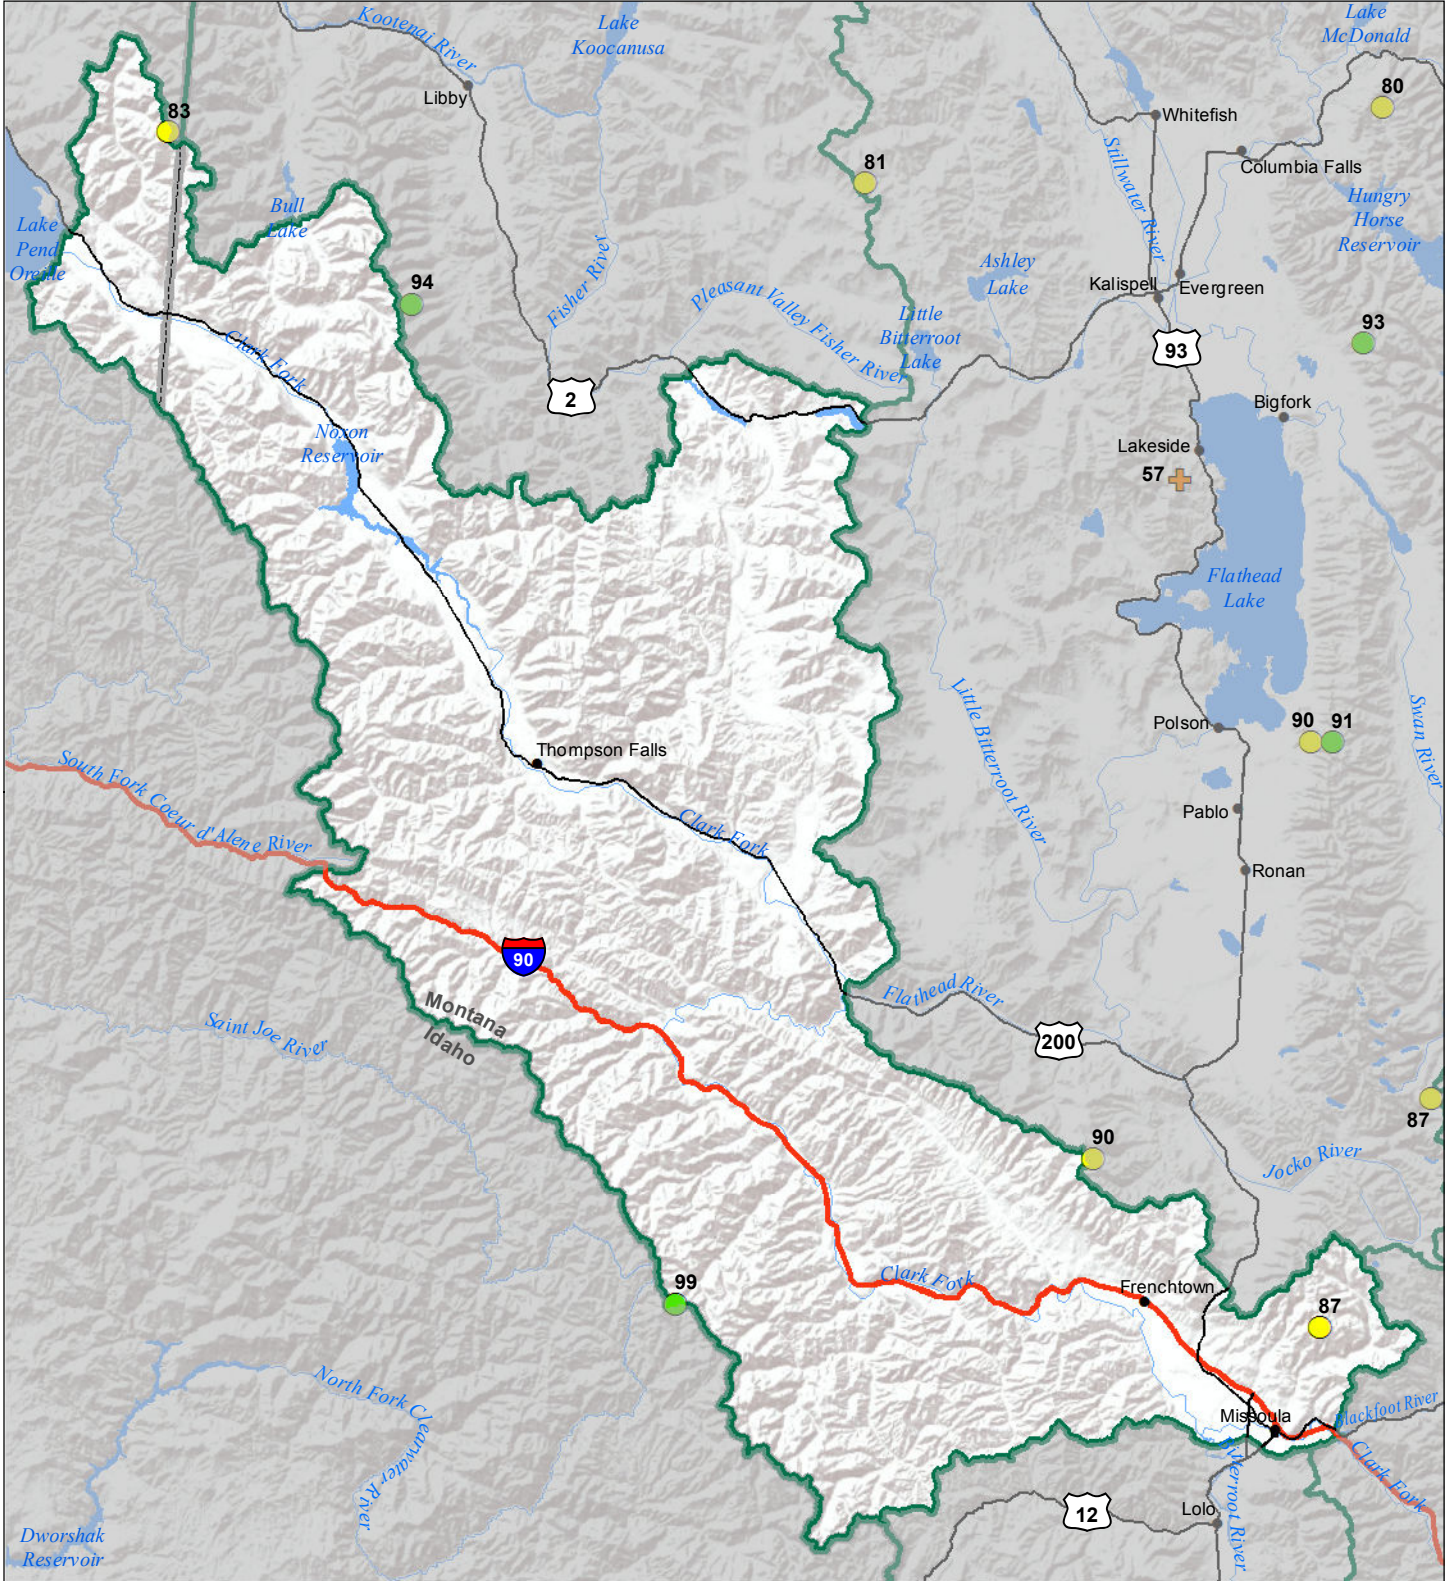 Kootenai River
Lake
Koocanusa
Lake
McDonald
Libby
83
80
Whitefish
81
Columbia Falls
Stillwater River
Bull
Lake
Hungry
Horse
Reservoir
Lake
Pend
Oreille
Fisher River
94
Ashley
Lake
Kalispell
Evergreen
Pleasant Valley Fisher River
Little
Bitterroot
Lake
93
93
Clark Fork
2
Bigfork
Noxon
Reservoir
Lakeside
57
Flathead
Lake
Little Bitterroot River
Swan River
Polson
90
91
Thompson Falls
South Fork Coeur d'Alene River
Clark Fork
Pablo
Ronan
90
Flathead River
Montana
Idaho
Saint Joe River
200
87
90
Jocko River
Clark Fork
99
Frenchtown
87
North Fork Clearwater River
Missoula
Blackfoot River
Bitterroot River
Clark Fork
12
Lolo
Dworshak
Reservoir